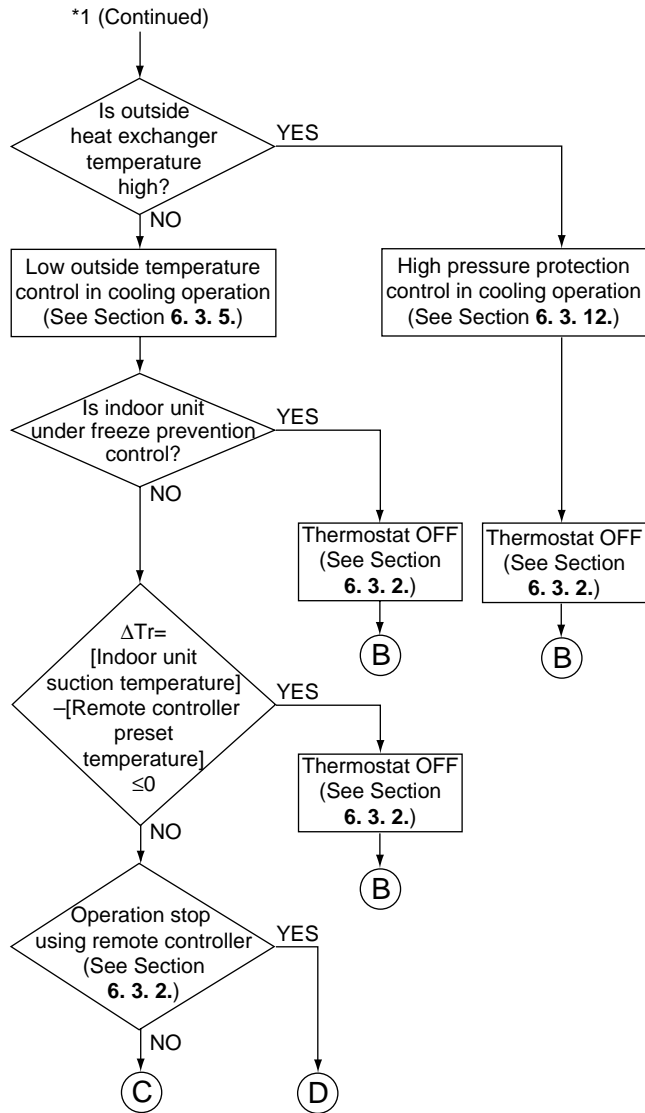 *1 (Continued)
Is outside
heat exchanger
temperature
high?
YES
NO
Low outside temperature
control in cooling operation
(See Section 6. 3. 5.)
High pressure protection
control in cooling operation
(See Section 6. 3. 12.)
Is indoor unit
under freeze prevention
control?
YES
NO
Thermostat OFF
(See Section
6. 3. 2.)
Thermostat OFF
(See Section
6. 3. 2.)
B
B
ΔTr=
[Indoor unit
suction temperature]
–[Remote controller
preset
temperature]
≤0
YES
NO
Thermostat OFF
(See Section
6. 3. 2.)
B
Operation stop
using remote controller
(See Section
6. 3. 2.)
YES
NO
C
D